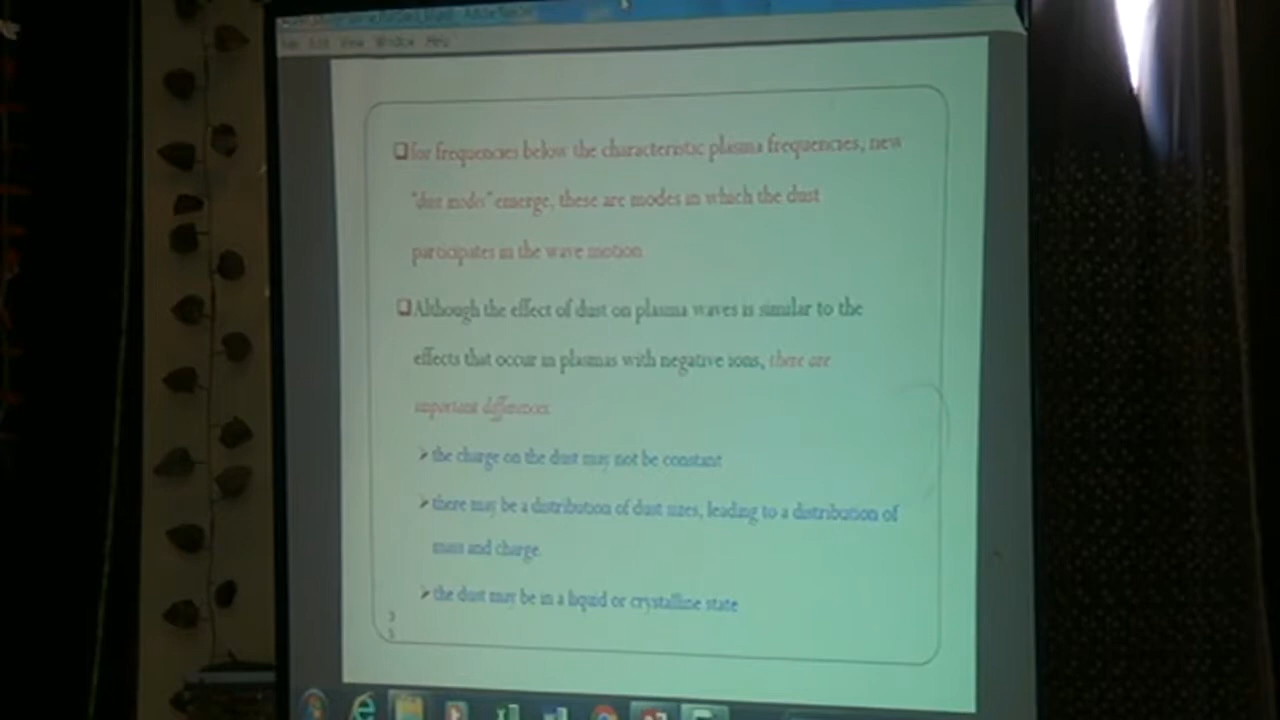 Edit View Window Help
for frequencies below the characteristic plasma frequencies, new
"dust modes" emerge, these are modes in which the dust
participates in the wave motion
Although the effect of dust on plasma waves is similar to the
effects that occur in plasmas with negative ions, there are
important differences
the charge on the dust may not be constant
there may be a distribution of dust sizes, leading to a distribution of
mass and charge.
the dust may be in a liquid or crystalline state